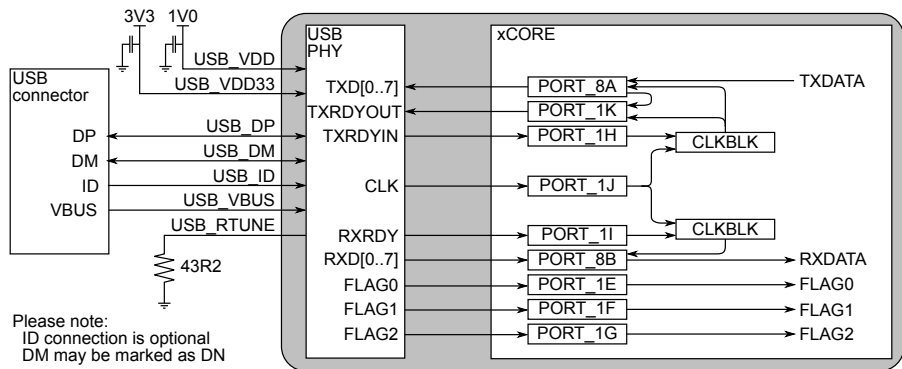 3V3 1V0
USB
connector
DP
DM
ID
VBUS
USB_VDD
USB_VDD33
USB_DP
USB_DM
USB_ID
USB_VBUS
USB_RTUNE
43R2
Please note:
ID connection is optional
DM may be marked as DN
USB
PHY
TXD[0..7]
TXRDYOUT
TXRDYIN
CLK
RXRDY
RXD[0..7]
FLAG0
FLAG1
FLAG2
xCORE
PORT_8A
PORT_1K
PORT_1H
PORT_1J
PORT_1I
PORT_8B
PORT_1E
PORT_1F
PORT_1G
CLKBLK
CLKBLK
TXDATA
RXDATA
FLAG0
FLAG1
FLAG2